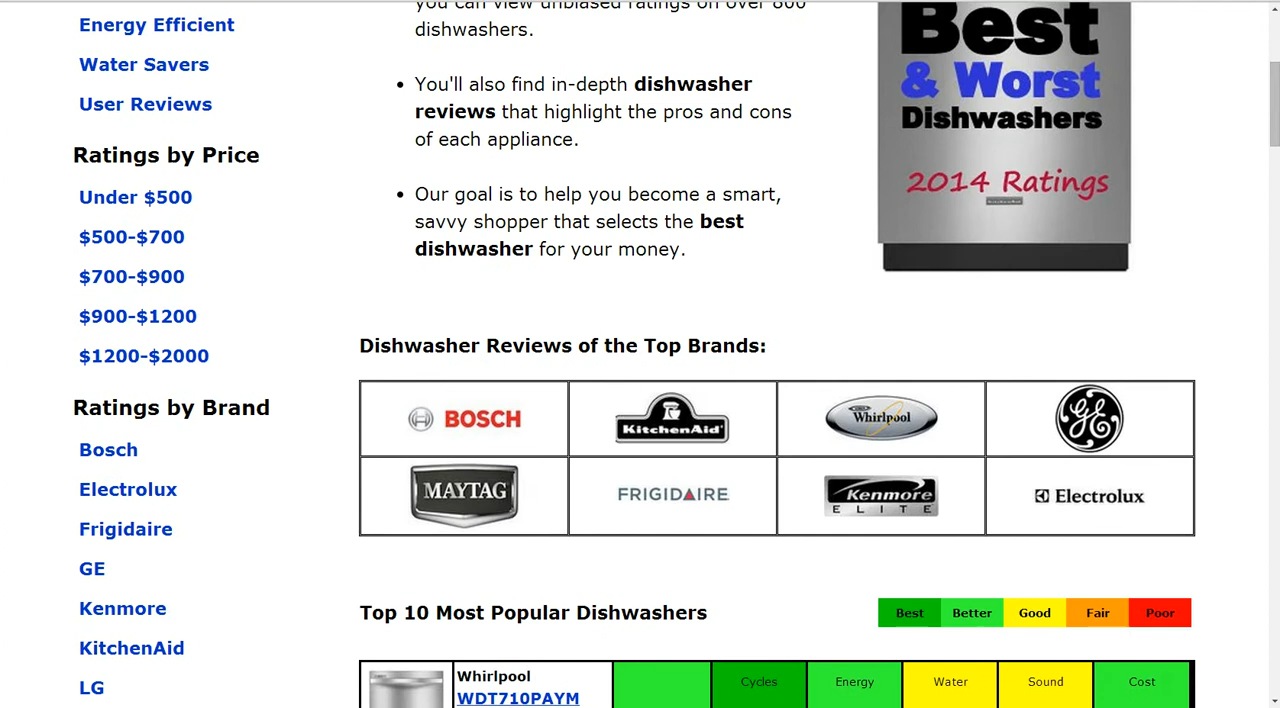 Energy Efficient
Water Savers
User Reviews
Ratings by Price
Under $500
$500-$700
$700-$900
$900-$1200
$1200-$2000
Ratings by Brand
Bosch
Electrolux
Frigidaire
GE
Kenmore
KitchenAid
LG
you can view unbiased ratings on over 800
dishwashers.
You'll also find in-depth dishwasher
reviews that highlight the pros and cons
of each appliance.
Our goal is to help you become a smart,
savvy shopper that selects the best
dishwasher for your money.
Best
& Worst
Dishwashers
2014 Ratings
Dishwasher Reviews of the Top Brands:
BOSCH
KitchenAid
Whirlpool
GE
MAYTAG
FRIGIDAIRE
Kenmore
ELITE
Electrolux
Top 10 Most Popular Dishwashers
Best Better Good Fair Poor
Whirlpool
WDT710PAYM
Cycles Energy Water Sound Cost